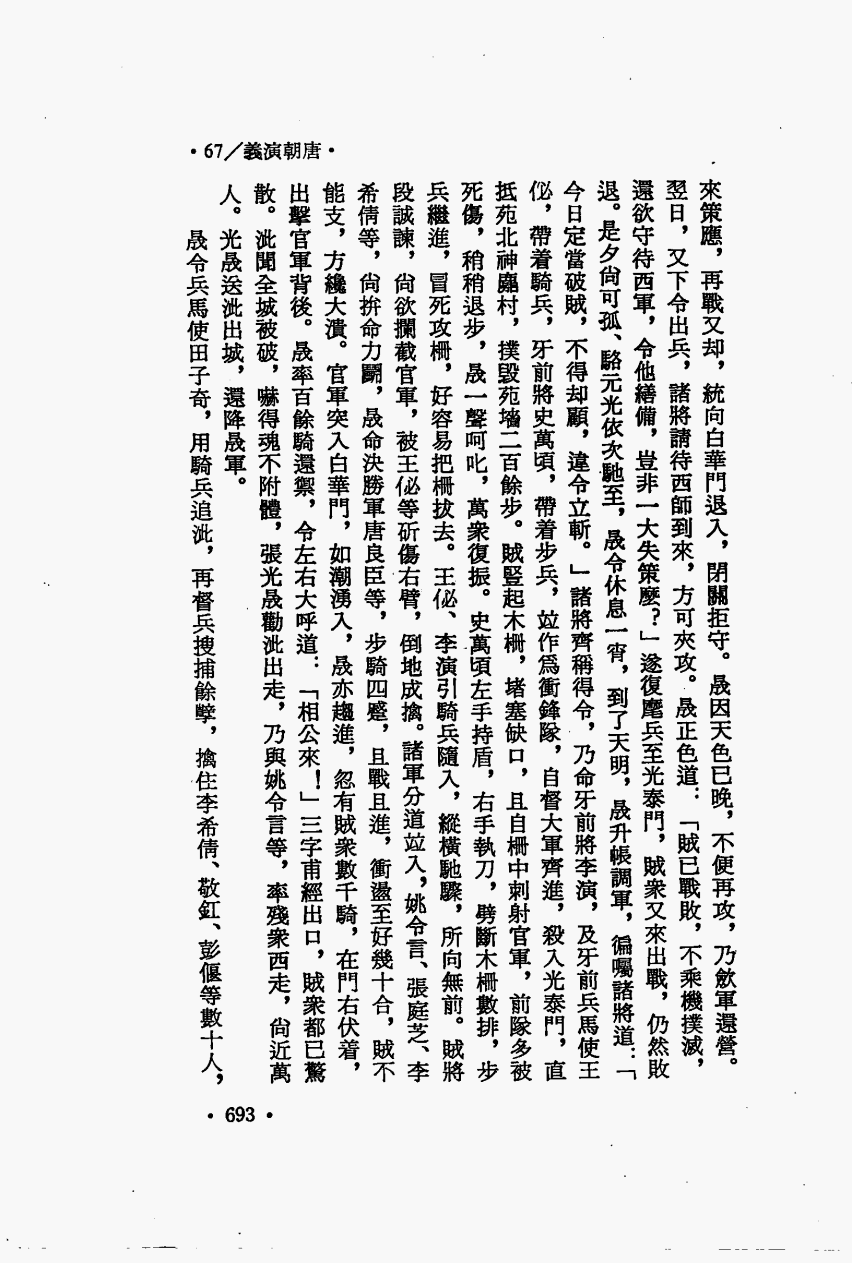 •67/義演朝唐•
來策應，再戰又却，統向白華門退入，閉關拒守。晟因天色已晚，不便再攻，乃斂軍還營。
翌日，又下令出兵，諸將請待西師到來，方可夾攻。晟正色道：「賊已戰敗，不乘機撲滅，
還欲守待西軍，令他繕備，豈非一大失策麼？」遂復麾兵至光泰門，賊衆又來出戰，仍然敗
退。是夕尙可孤、駱元光依次馳至，晟令休息一宵，到了天明，晟升帳調軍，徧囑諸將道：「
今日定當破賊，不得却顧，違令立斬。」諸將齊稱得令，乃命牙前將李演，及牙前兵馬使王
佖，帶着騎兵，牙前將史萬頃，帶着步兵，竝作爲衝鋒隊，自督大軍齊進，殺入光泰門，直
抵苑北神麚村，撲毀苑墻二百餘步。賊豎起木柵，堵塞缺口，且自柵中刺射官軍，前隊多被
死傷，稍稍退步，晟一聲呵叱，萬衆復振。史萬頃左手持盾，右手執刀，劈斷木柵數排，步
兵繼進，冒死攻柵，好容易把柵拔去。王佖、李演引騎兵隨入，縱橫馳驟，所向無前。賊將
段誠諫，尙欲攔截官軍，被王佖等斫傷右臂，倒地成擒。諸軍分道竝入，姚令言、張庭芝、李
希倩等，尙拚命力鬭，晟命決勝軍唐良臣等，步騎四蹙，且戰且進，衝盪至好幾十合，賊不
能支，方纔大潰。官軍突入白華門，如潮湧入，晟亦趨進，忽有賊衆數千騎，在門右伏着，
出擊官軍背後。晟率百餘騎還禦，令左右大呼道：「相公來！」三字甫經出口，賊衆都已驚
散。泚聞全城被破，嚇得魂不附體，張光晟勸泚出走，乃與姚令言等，率殘衆西走，尙近萬
人。光晟送泚出城，還降晟軍。
晟令兵馬使田子奇，用騎兵追泚，再督兵搜捕餘孽，擒住李希倩、敬釭、彭偃等數十人，
•693•